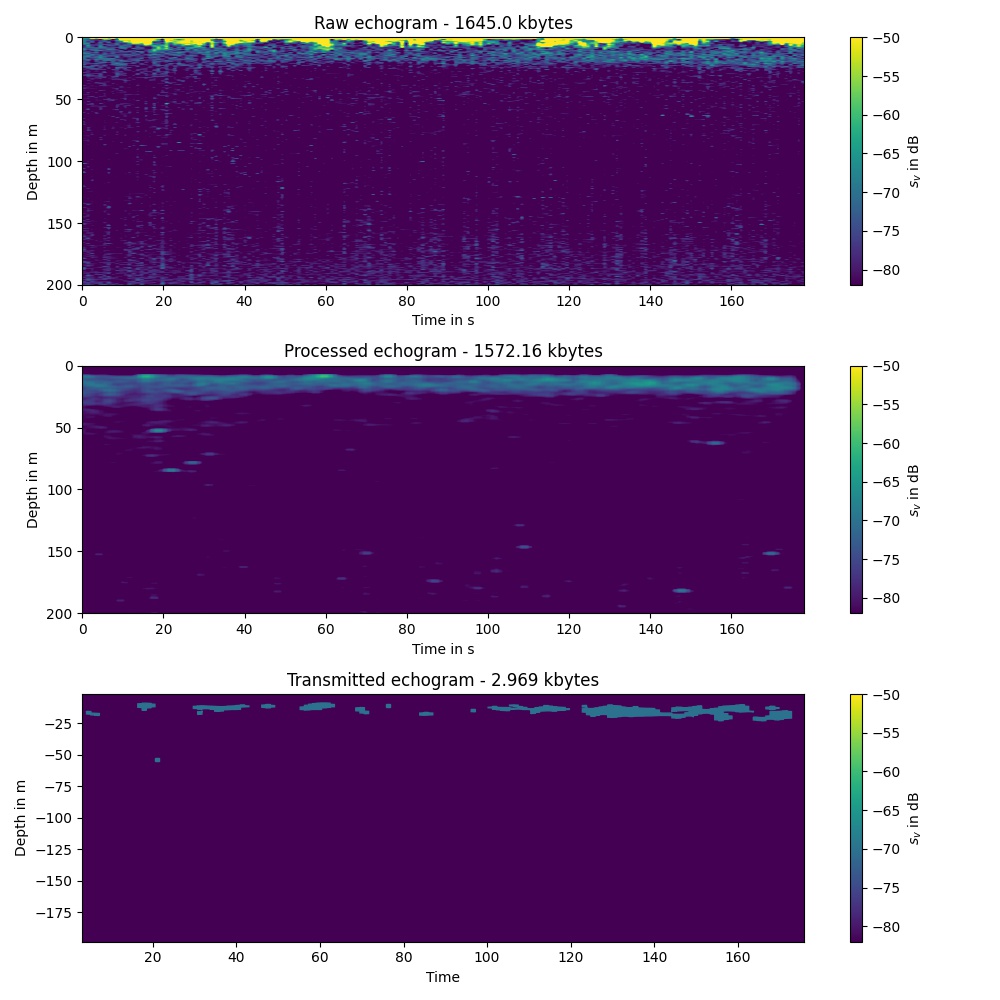 Raw echogram - 1645.0 kbytes
0
50
100
150
200
Depth in m
0 20 40 60 80 100 120 140 160
Time in s
−50
−55
−60
−65
−70
−75
−80
sv in dB
Processed echogram - 1572.16 kbytes
0
50
100
150
200
Depth in m
0 20 40 60 80 100 120 140 160
Time in s
−50
−55
−60
−65
−70
−75
−80
sv in dB
Transmitted echogram - 2.969 kbytes
−25
−50
−75
−100
−125
−150
−175
Depth in m
20 40 60 80 100 120 140 160
Time
−50
−55
−60
−65
−70
−75
−80
sv in dB